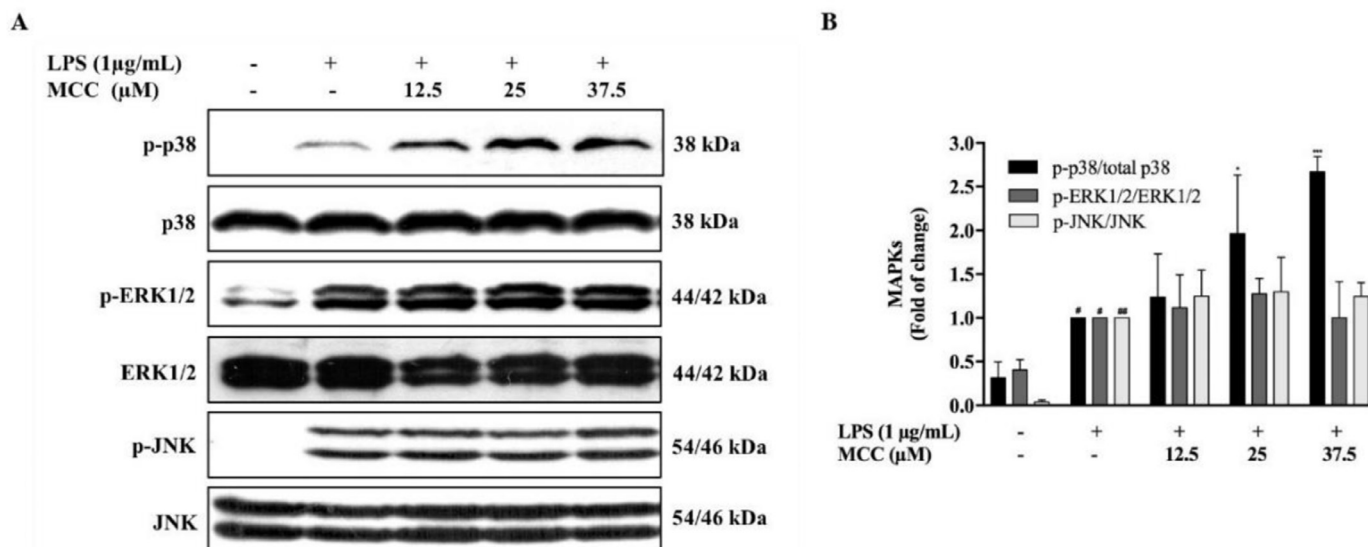 A
LPS (1µg/mL) - + + + +
MCC (µM) - - 12.5 25 37.5
p-p38 38 kDa
p38 38 kDa
p-ERK1/2 44/42 kDa
ERK1/2 44/42 kDa
p-JNK 54/46 kDa
JNK 54/46 kDa
B
MAPKs
(Fold of change)
3.0
2.5
2.0
1.5
1.0
0.5
0.0
p-p38/total p38
p-ERK1/2/ERK1/2
p-JNK/JNK
# # ## * ***
LPS (1 µg/mL) - + + + +
MCC (µM) - - 12.5 25 37.5